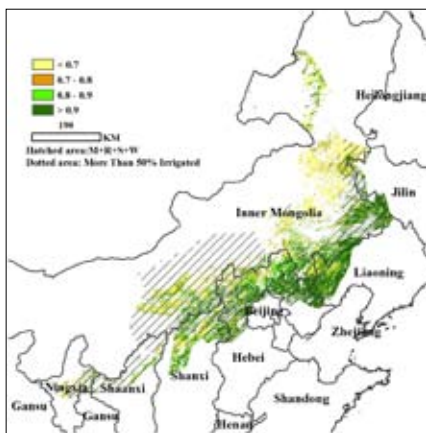 < 0.7
0.7 - 0.8
0.8 - 0.9
> 0.9
190
KM
Hatched area:M+R+S+W
Dotted area: More Than 50% Irrigated
Heilongjiang
Jilin
Inner Mongolia
Liaoning
Beijing
Zhejiang
Hebei
Shanxi
Ningxia
Shaanxi
Shandong
Gansu
Gansu
Henan